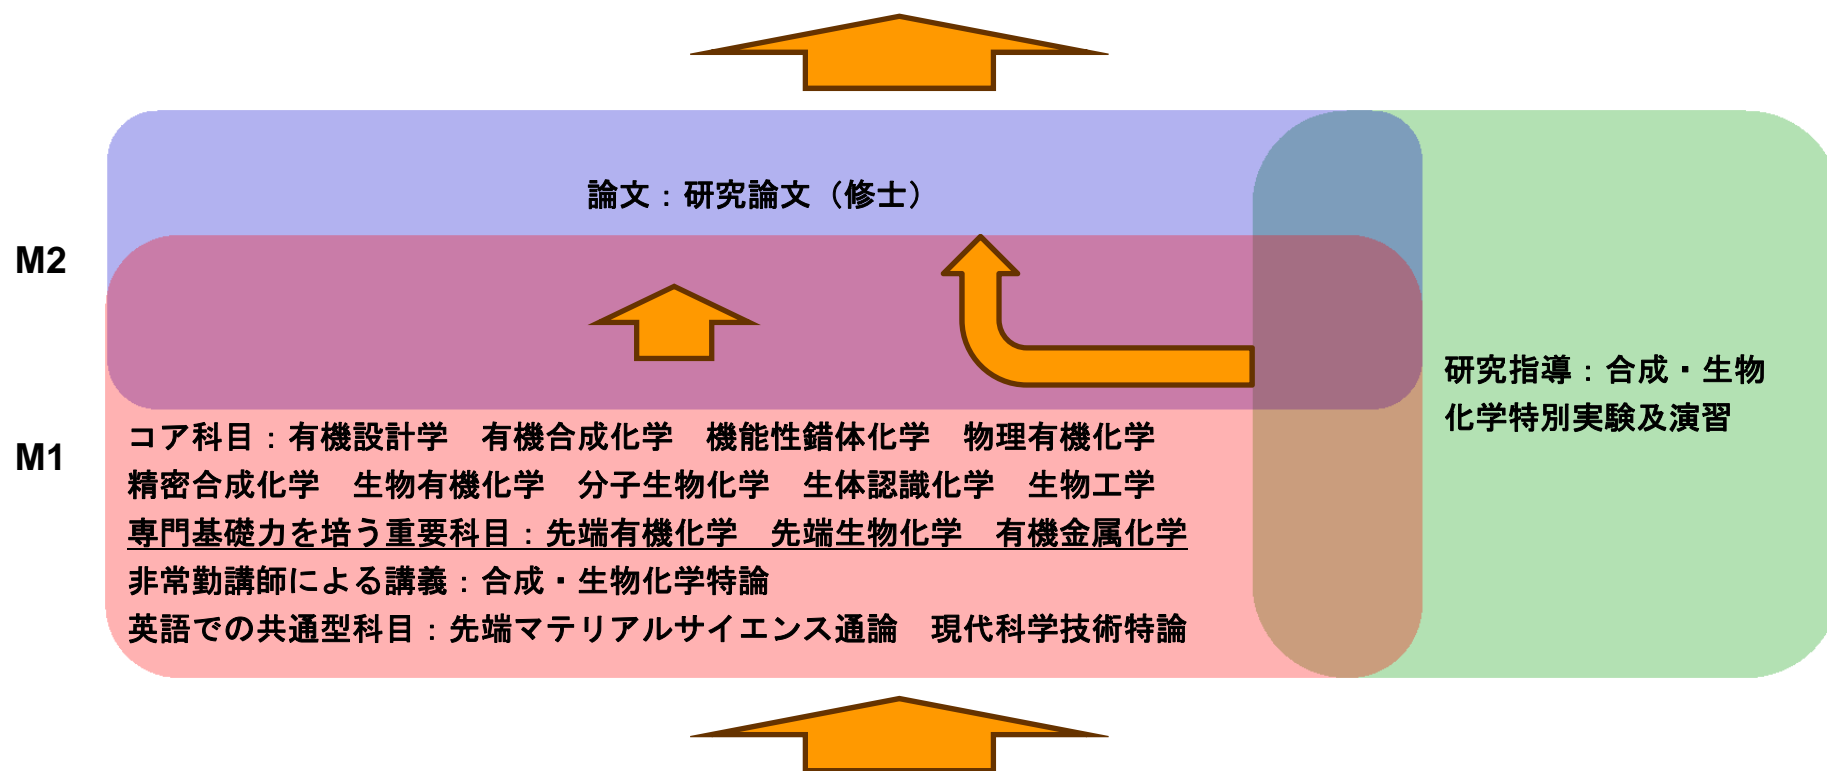 論文：研究論文（修士）
M2
研究指導：合成・生物
化学特別実験及演習
M1
コア科目：有機設計学　有機合成化学　機能性錯体化学　物理有機化学
精密合成化学　生物有機化学　分子生物化学　生体認識化学　生物工学
専門基礎力を培う重要科目：先端有機化学　先端生物化学　有機金属化学
非常勤講師による講義：合成・生物化学特論
英語での共通型科目：先端マテリアルサイエンス通論　現代科学技術特論